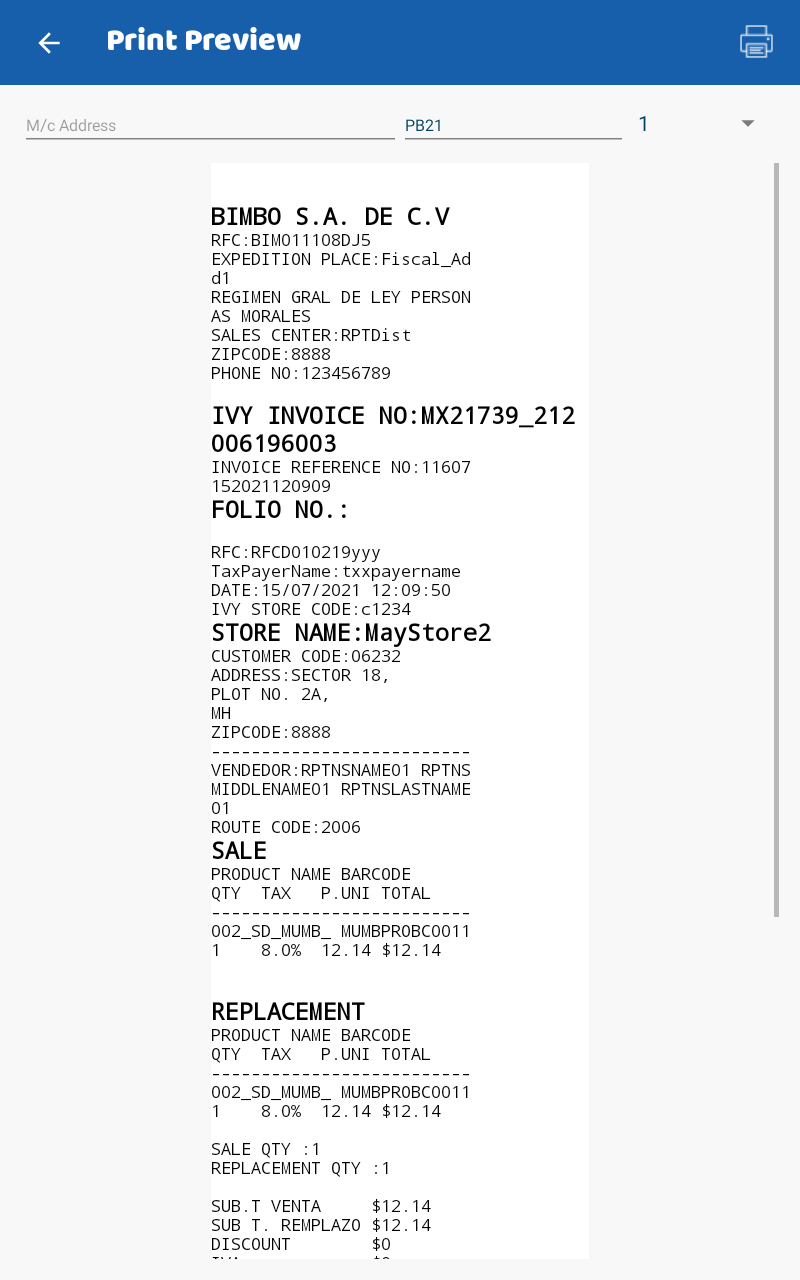 Print Preview
M/c Address
PB21
1
BIMBO S.A. DE C.V
RFC:BIM011108DJ5
EXPEDITION PLACE:Fiscal_Ad
d1
REGIMEN GRAL DE LEY PERSON
AS MORALES
SALES CENTER:RPTDist
ZIPCODE:8888
PHONE NO:123456789
IVY INVOICE NO:MX21739_212
006196003
INVOICE REFERENCE NO:11607
152021120909
FOLIO NO.:
RFC:RFCD010219yyy
TaxPayerName:txxpayername
DATE:15/07/2021 12:09:50
IVY STORE CODE:c1234
STORE NAME:MayStore2
CUSTOMER CODE:06232
ADDRESS:SECTOR 18,
PLOT NO. 2A,
MH
ZIPCODE:8888
--------------------------
VENDEDOR:RPTNSNAME01 RPTNS
MIDDLENAME01 RPTNSLASTNAME
01
ROUTE CODE:2006
SALE
PRODUCT NAME BARCODE
QTY  TAX   P.UNI TOTAL
--------------------------
002_SD_MUMB_ MUMBPROBC0011
1    8.0%  12.14 $12.14
REPLACEMENT
PRODUCT NAME BARCODE
QTY  TAX   P.UNI TOTAL
--------------------------
002_SD_MUMB_ MUMBPROBC0011
1    8.0%  12.14 $12.14
SALE QTY :1
REPLACEMENT QTY :1
SUB.T VENTA     $12.14
SUB T. REMPLAZO $12.14
DISCOUNT        $0